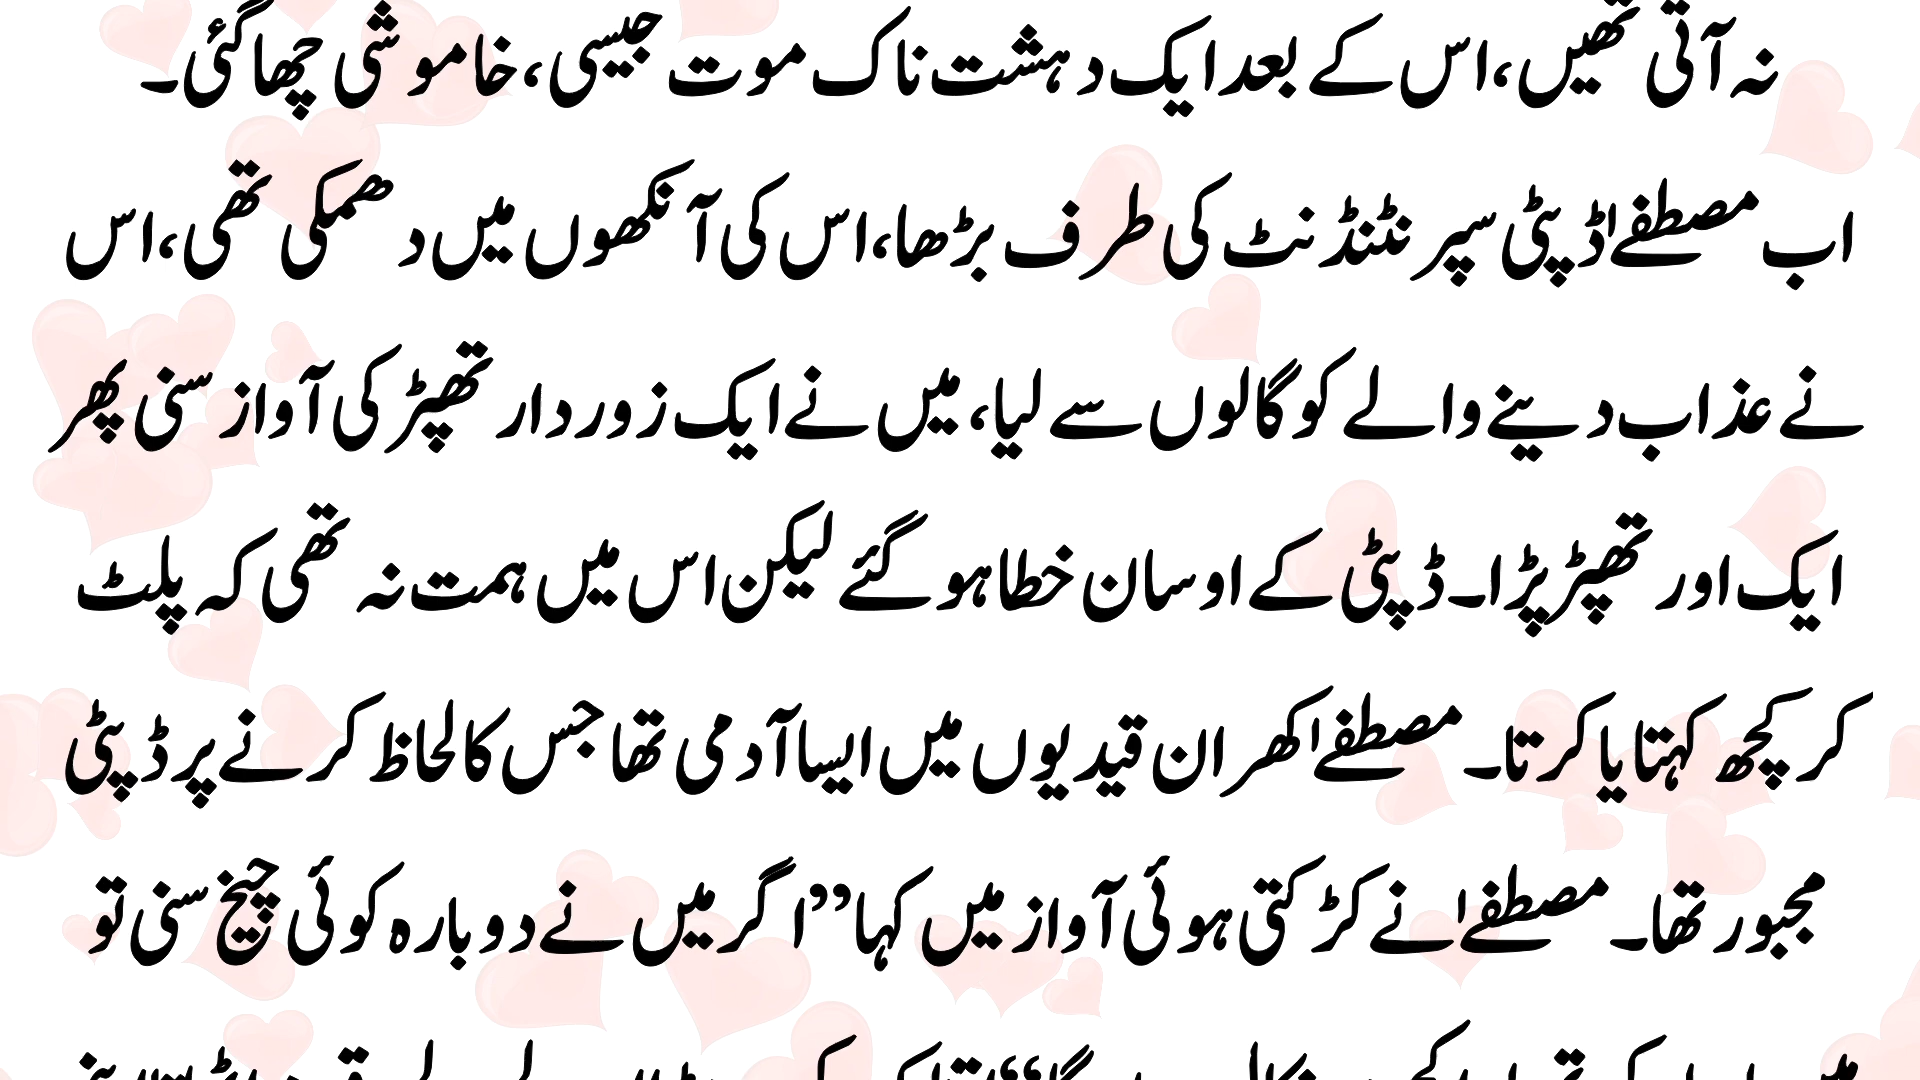 نہ آتی تھیں، اس کے بعد ایک دہشت ناک موت جیسی، خاموشی چھا گئی۔
اب مصطفےٰ ڈپٹی سپرنٹنڈنٹ کی طرف بڑھا، اس کی آنکھوں میں دھمکی تھی، اس
نے عذاب دینے والے کو گالوں سے لیا، میں نے ایک زور دار تھپڑ کی آواز سنی پھر
ایک اور تھپڑ پڑا۔ ڈپٹی کے اوسان خطا ہو گئے لیکن اس میں ہمت نہ تھی کہ پلٹ
کر کچھ کہتا یا کرتا۔ مصطفےٰ کھر ان قیدیوں میں ایسا آدمی تھا جس کا لحاظ کرنے پر ڈپٹی
مجبور تھا۔ مصطفےٰ نے کڑکتی ہوئی آواز میں کہا ’’اگر میں نے دوبارہ کوئی چیخ سنی تو